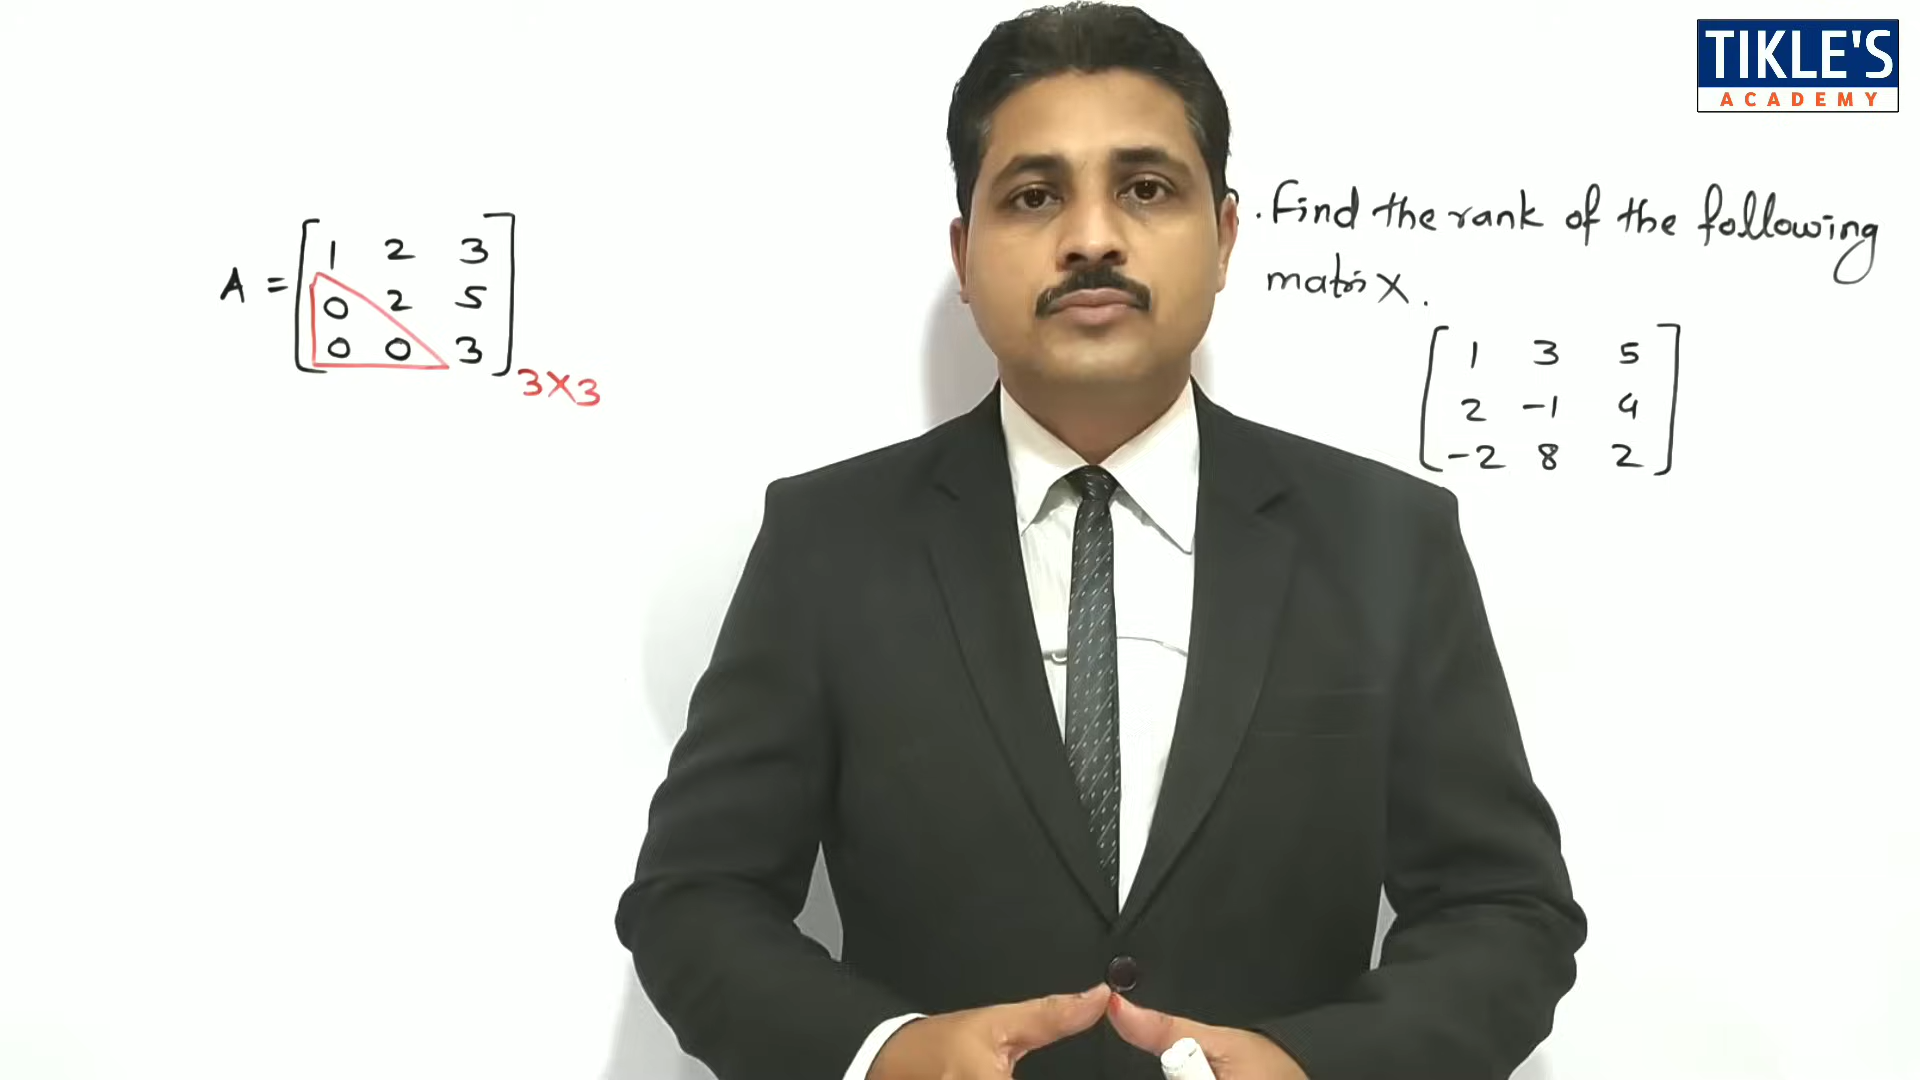 TIKLE'S
ACADEMY
A = [1 2 3
0 2 5
0 0 3] 3×3
. Find the rank of the following
matrix.
[1 3 5
2 -1 4
-2 8 2]